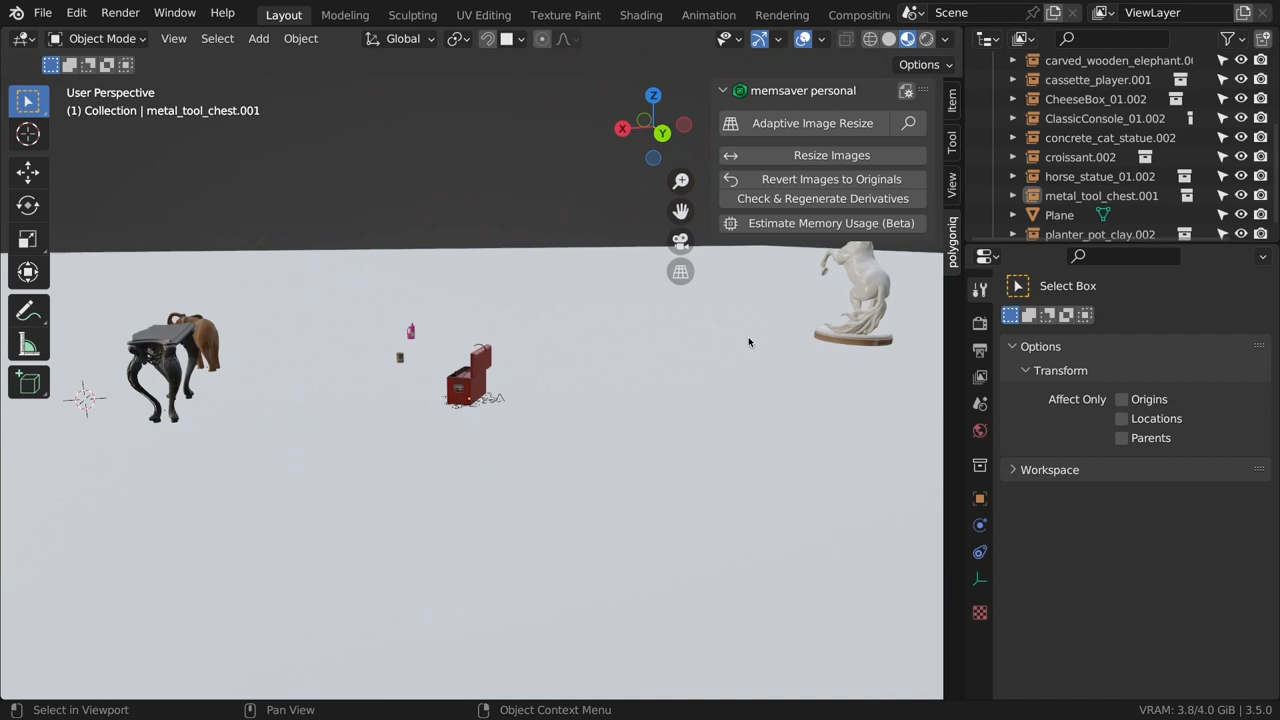 File Edit Render Window Help Layout Modeling Sculpting UV Editing Texture Paint Shading Animation Rendering Compositing Scene ViewLayer
Object Mode View Select Add Object Global
Options
User Perspective
(1) Collection | metal_tool_chest.001
X Y Z
memsaver personal
Adaptive Image Resize
Resize Images
Revert Images to Originals
Check & Regenerate Derivatives
Estimate Memory Usage (Beta)
Item
Tool
View
polygoniq
carved_wooden_elephant.00
cassette_player.001
CheeseBox_01.002
ClassicConsole_01.002
concrete_cat_statue.002
croissant.002
horse_statue_01.002
metal_tool_chest.001
Plane
planter_pot_clay.002
Select Box
Options
Transform
Affect Only Origins
Locations
Parents
Workspace
Select in Viewport Pan View Object Context Menu VRAM: 3.8/4.0 GiB | 3.5.0